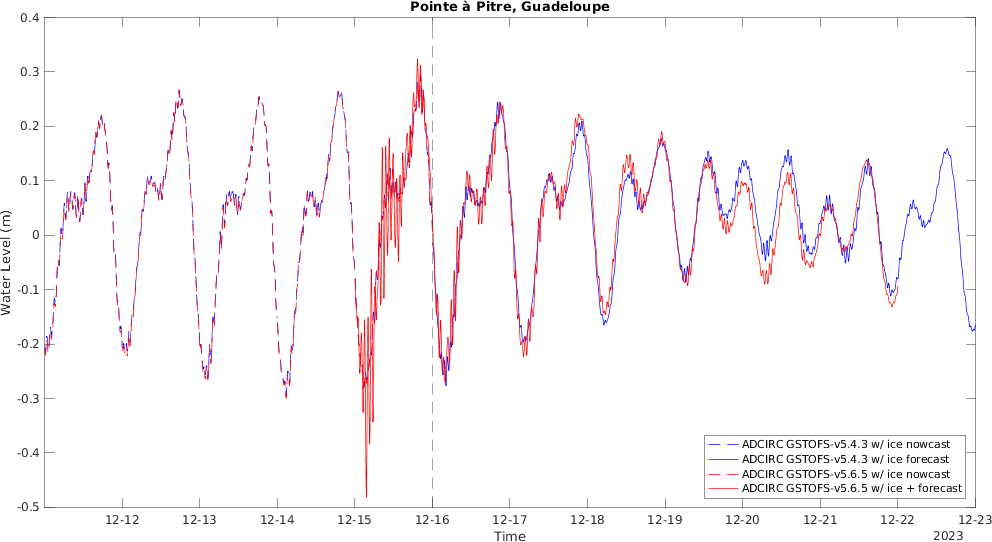 Pointe à Pitre, Guadeloupe
0.4
0.3
0.2
0.1
0
-0.1
-0.2
-0.3
-0.4
-0.5
Water Level (m)
ADCIRC GSTOFS-v5.4.3 w/ ice nowcast
ADCIRC GSTOFS-v5.4.3 w/ ice forecast
ADCIRC GSTOFS-v5.6.5 w/ ice nowcast
ADCIRC GSTOFS-v5.6.5 w/ ice + forecast
12-12 12-13 12-14 12-15 12-16 12-17 12-18 12-19 12-20 12-21 12-22 12-23
Time
2023